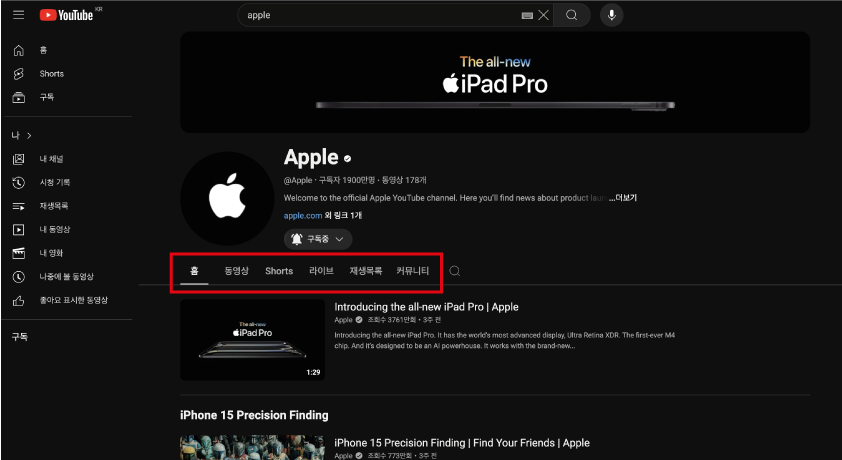 YouTube KR
apple
홈
Shorts
구독
나 >
내 채널
시청 기록
재생목록
내 동영상
내 영화
나중에 볼 동영상
좋아요 표시한 동영상
구독
The all-new
iPad Pro
Apple
@Apple · 구독자 1900만명 · 동영상 178개
Welcome to the official Apple YouTube channel. Here you'll find news about product laun ...더보기
apple.com 외 링크 1개
구독중
홈 동영상 Shorts 라이브 재생목록 커뮤니티
The all-new
iPad Pro
1:29
Introducing the all-new iPad Pro | Apple
Apple 조회수 3761만회 · 3주 전
Introducing the all-new iPad Pro. It has the world's most advanced display, Ultra Retina XDR. The first-ever M4
chip. And it's designed to be an AI powerhouse. It works with the brand-new...
iPhone 15 Precision Finding
iPhone 15 Precision Finding | Find Your Friends | Apple
Apple 조회수 773만회 · 8개월 전